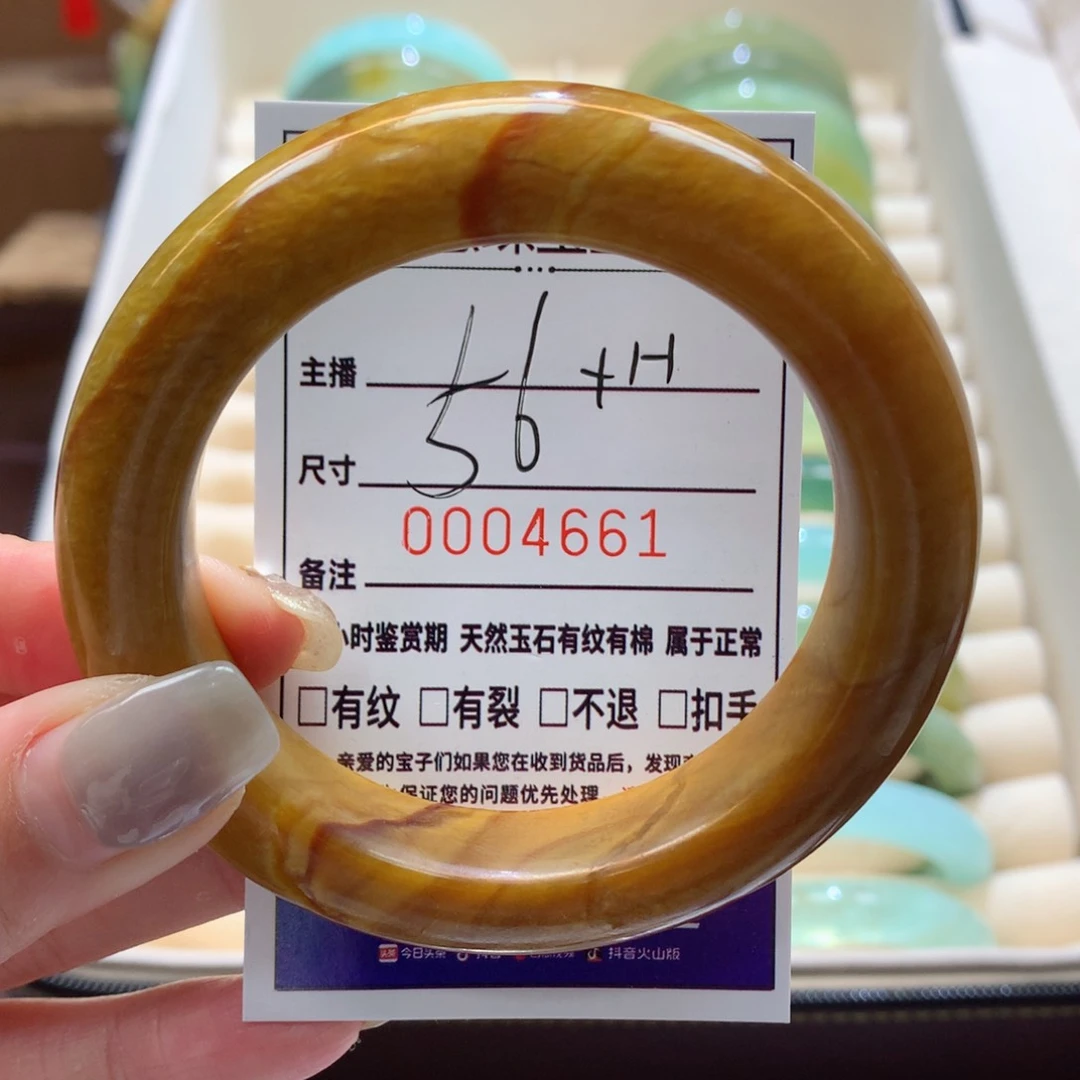 主播
56+H
尺寸
0004661
备注
小时鉴赏期 天然玉石有纹有棉 属于正常
□有纹 □有裂 □不退 □扣手
亲爱的宝子们如果您在收到货品后，发现
保证您的问题优先处理
今日头条 抖音 抖音火山版